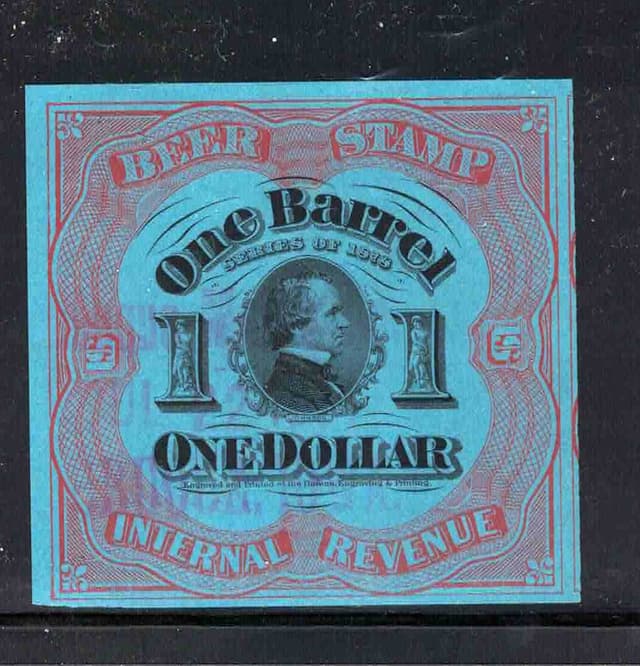 BEER STAMP
One Barrel
SERIES OF 1878
1 1
ONE DOLLAR
Engraved and Printed at the Bureau, Engraving & Printing.
INTERNAL REVENUE